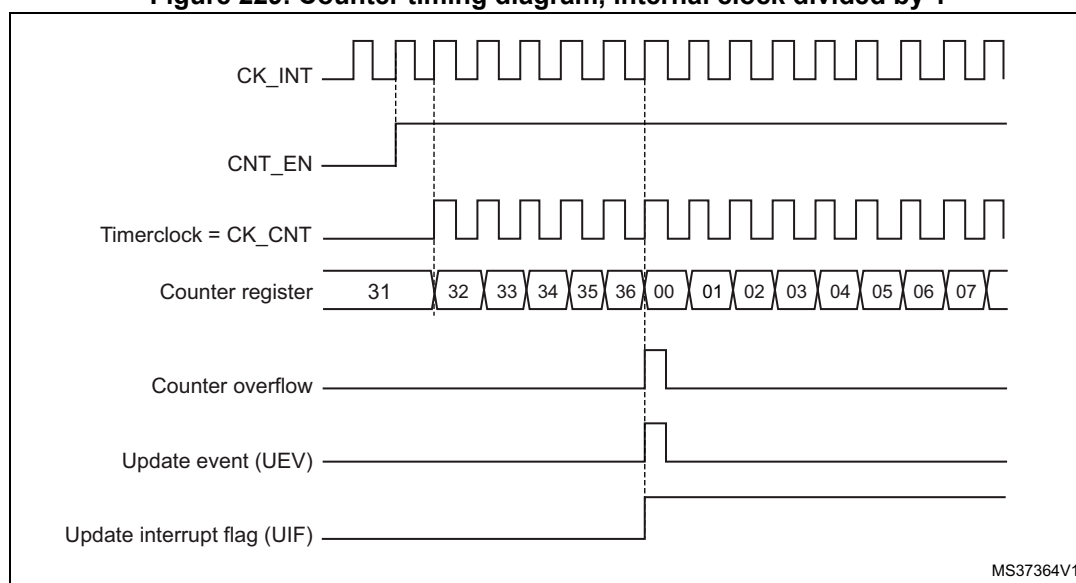 Figure Counter timing diagram, internal clock divided by 1
CK_INT
CNT_EN
Timerclock = CK_CNT
Counter register 31 32 33 34 35 36 00 01 02 03 04 05 06 07
Counter overflow
Update event (UEV)
Update interrupt flag (UIF)
MS37364V1